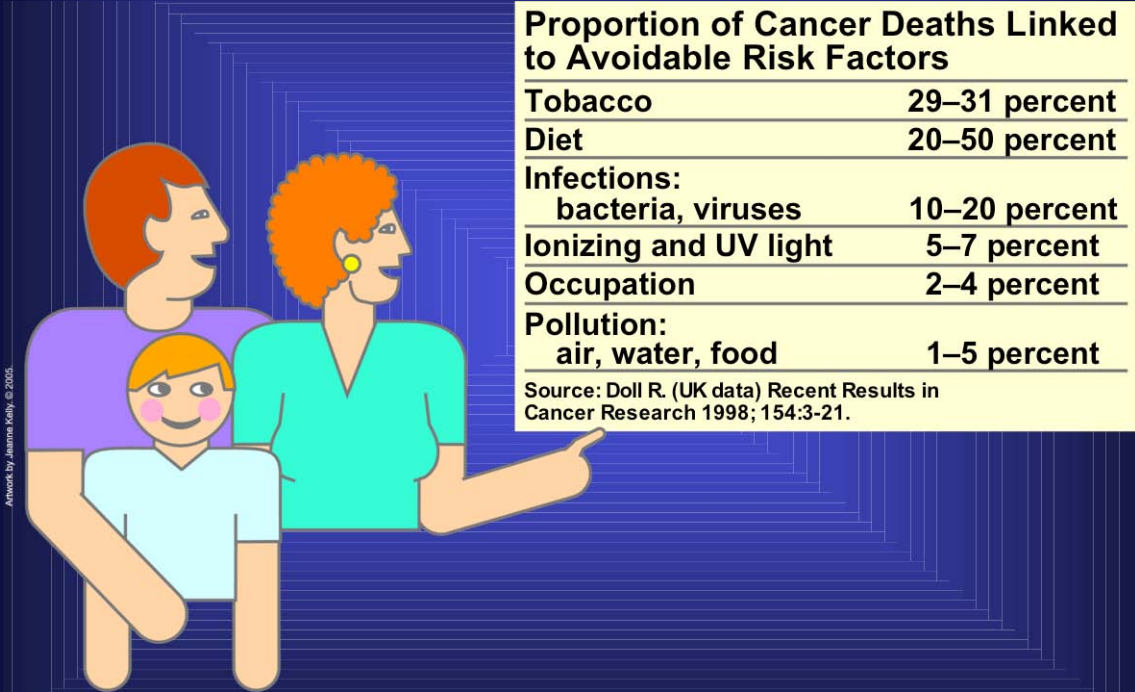 Proportion of Cancer Deaths Linked
to Avoidable Risk Factors
Tobacco 29–31 percent
Diet 20–50 percent
Infections:
bacteria, viruses 10–20 percent
Ionizing and UV light 5–7 percent
Occupation 2–4 percent
Pollution:
air, water, food 1–5 percent
Source: Doll R. (UK data) Recent Results in
Cancer Research 1998; 154:3-21.
Artwork by Jeanne Kelly. © 2005.